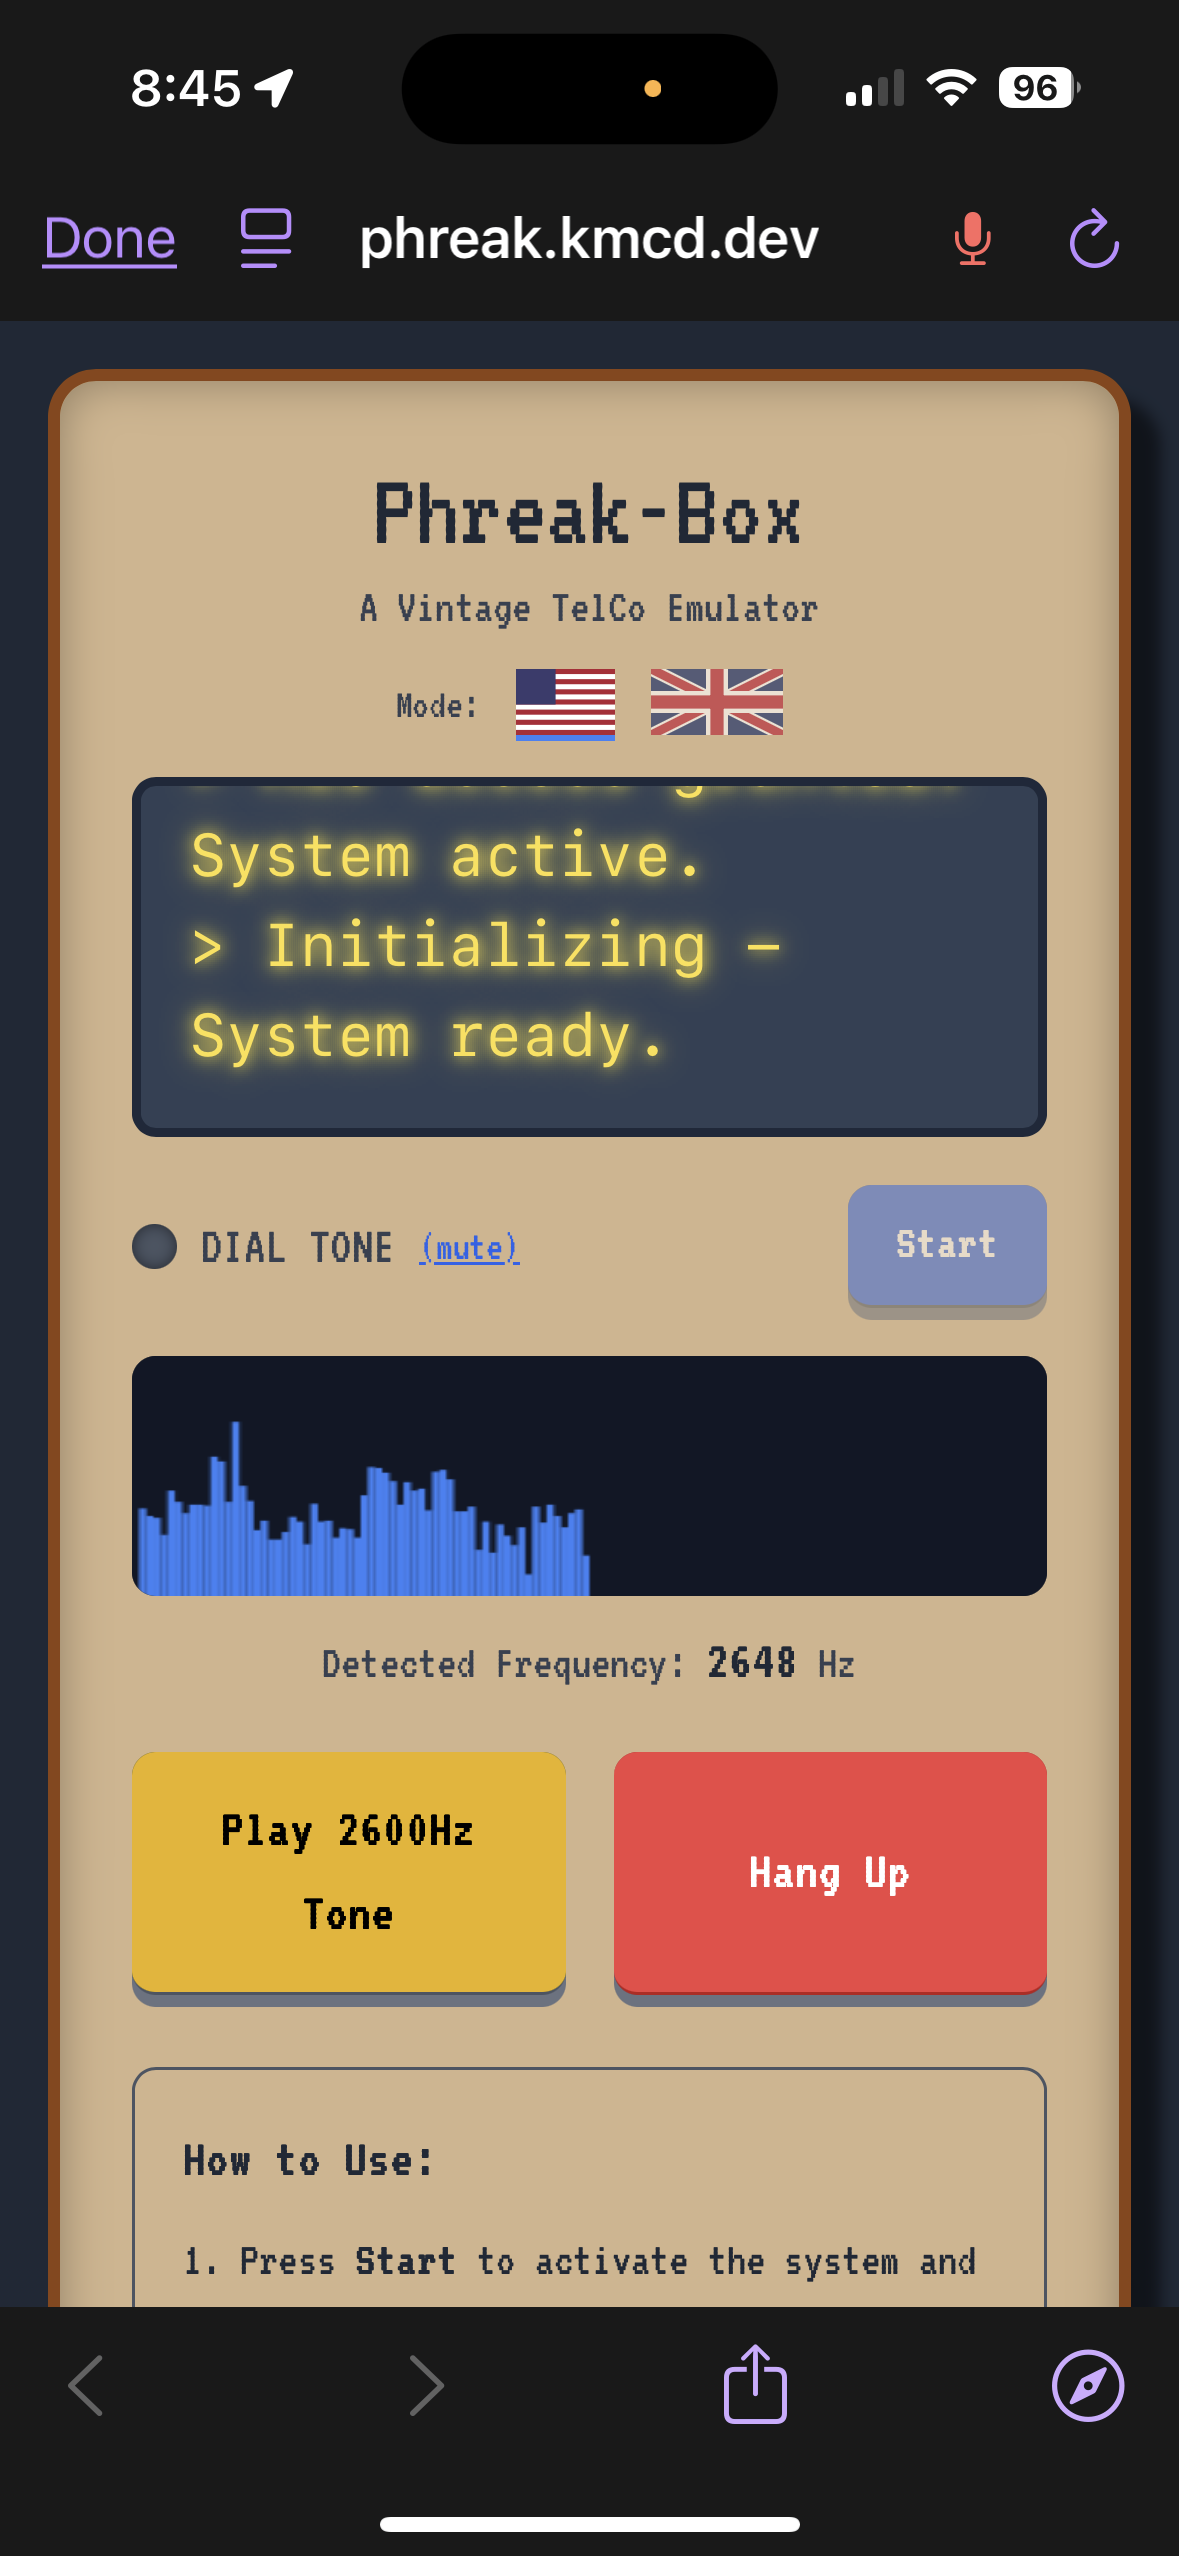 8:45
96
Done
phreak.kmcd.dev
Phreak-Box
A Vintage TelCo Emulator
Mode:
System active.
> Initializing —
System ready.
DIAL TONE (mute)
Start
Detected Frequency: 2648 Hz
Play 2600Hz
Tone
Hang Up
How to Use:
1. Press Start to activate the system and